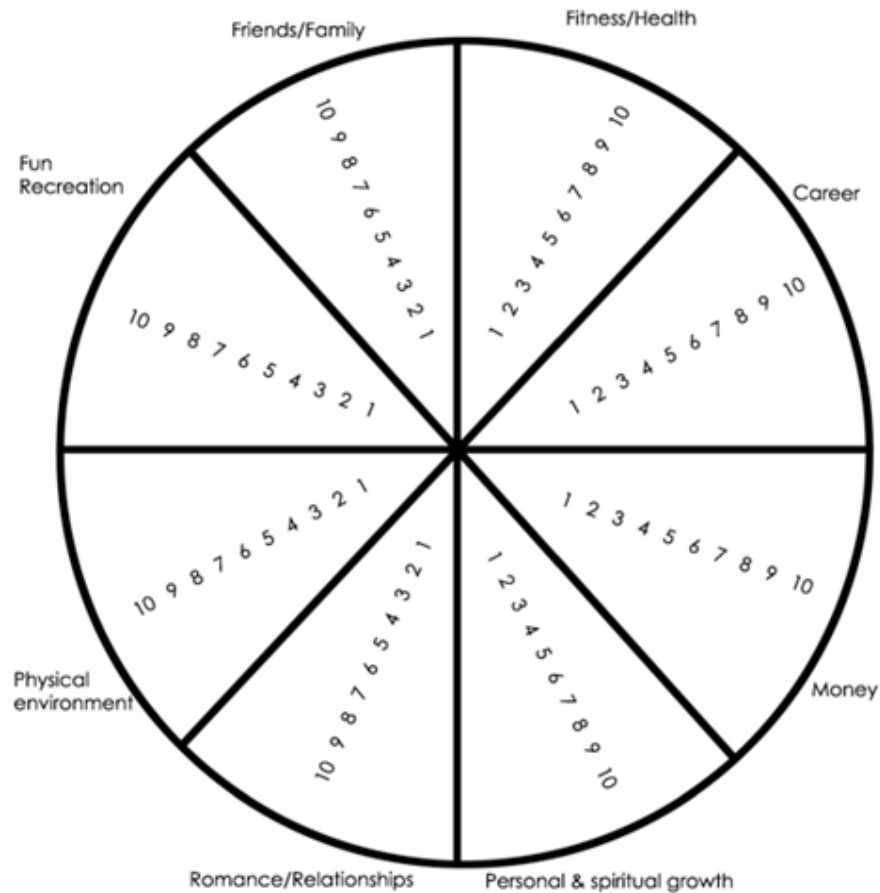 Friends/Family
Fitness/Health
Fun
Recreation
Career
10 9 8 7 6 5 4 3 2 1
1 2 3 4 5 6 7 8 9 10
10 9 8 7 6 5 4 3 2 1
1 2 3 4 5 6 7 8 9 10
10 9 8 7 6 5 4 3 2 1
1 2 3 4 5 6 7 8 9 10
10 9 8 7 6 5 4 3 2 1
1 2 3 4 5 6 7 8 9 10
Physical
environment
Money
Romance/Relationships
Personal & spiritual growth